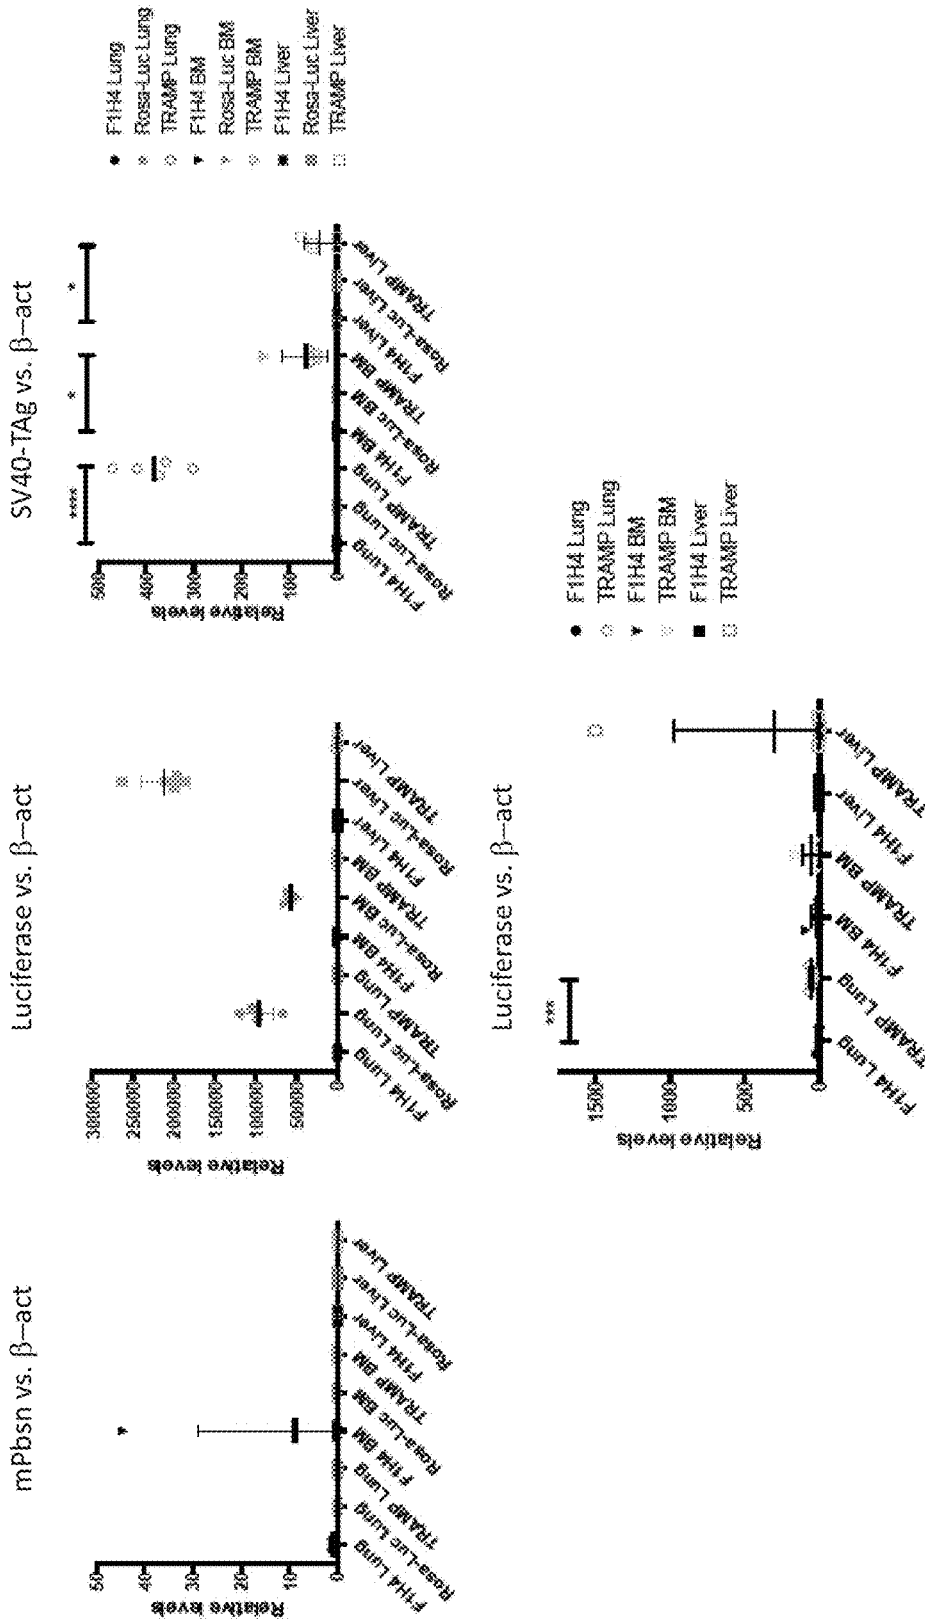 mPbsn vs. β–act
Relative levels
50
40
30
20
10
0
F1H4 Lung
Rosa-Luc Lung
TRAMP Lung
F1H4 BM
Rosa-Luc BM
TRAMP BM
F1H4 Liver
Rosa-Luc Liver
TRAMP Liver
Luciferase vs. β–act
Relative levels
300000
250000
200000
150000
100000
50000
0
F1H4 Lung
Rosa-Luc Lung
TRAMP Lung
F1H4 BM
Rosa-Luc BM
TRAMP BM
F1H4 Liver
Rosa-Luc Liver
TRAMP Liver
SV40-TAg vs. β–act
Relative levels
500
400
300
200
100
0
****
*
*
F1H4 Lung
Rosa-Luc Lung
TRAMP Lung
F1H4 BM
Rosa-Luc BM
TRAMP BM
F1H4 Liver
Rosa-Luc Liver
TRAMP Liver
F1H4 Lung
Rosa-Luc Lung
TRAMP Lung
F1H4 BM
Rosa-Luc BM
TRAMP BM
F1H4 Liver
Rosa-Luc Liver
TRAMP Liver
Luciferase vs. β–act
Relative levels
1500
1000
500
0
***
F1H4 Lung
TRAMP Lung
F1H4 BM
TRAMP BM
F1H4 Liver
TRAMP Liver
F1H4 Lung
TRAMP Lung
F1H4 BM
TRAMP BM
F1H4 Liver
TRAMP Liver